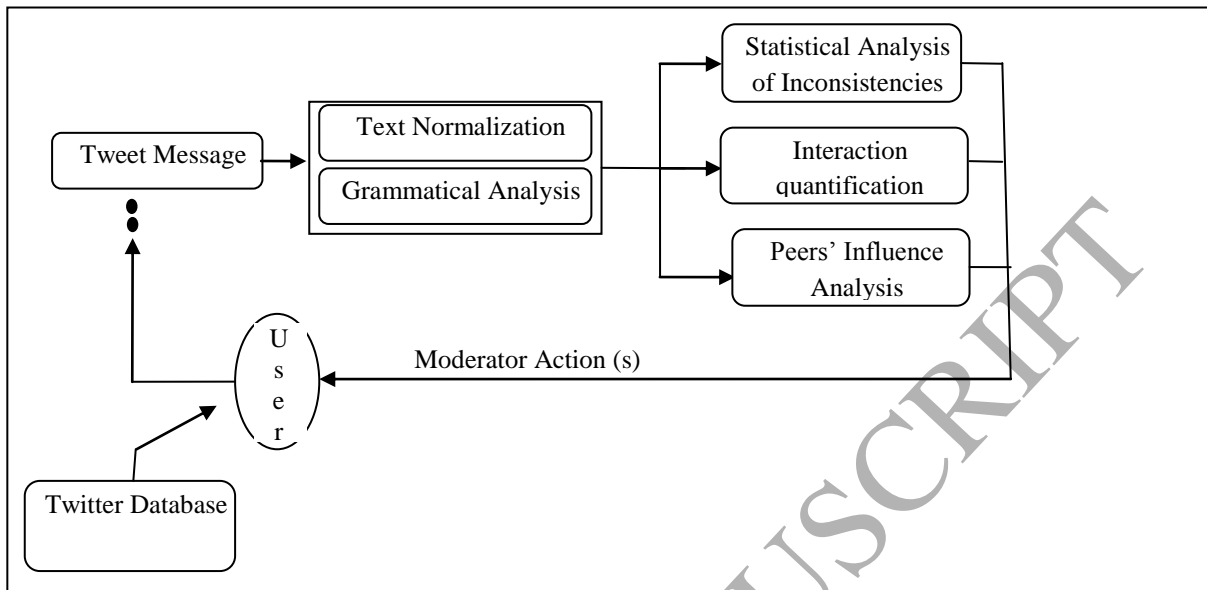 Statistical Analysis
of Inconsistencies
Text Normalization
Tweet Message
Interaction
quantification
Grammatical Analysis
Peers' Influence
Analysis
U
s
e
r
Moderator Action (s)
Twitter Database
USCRIPT